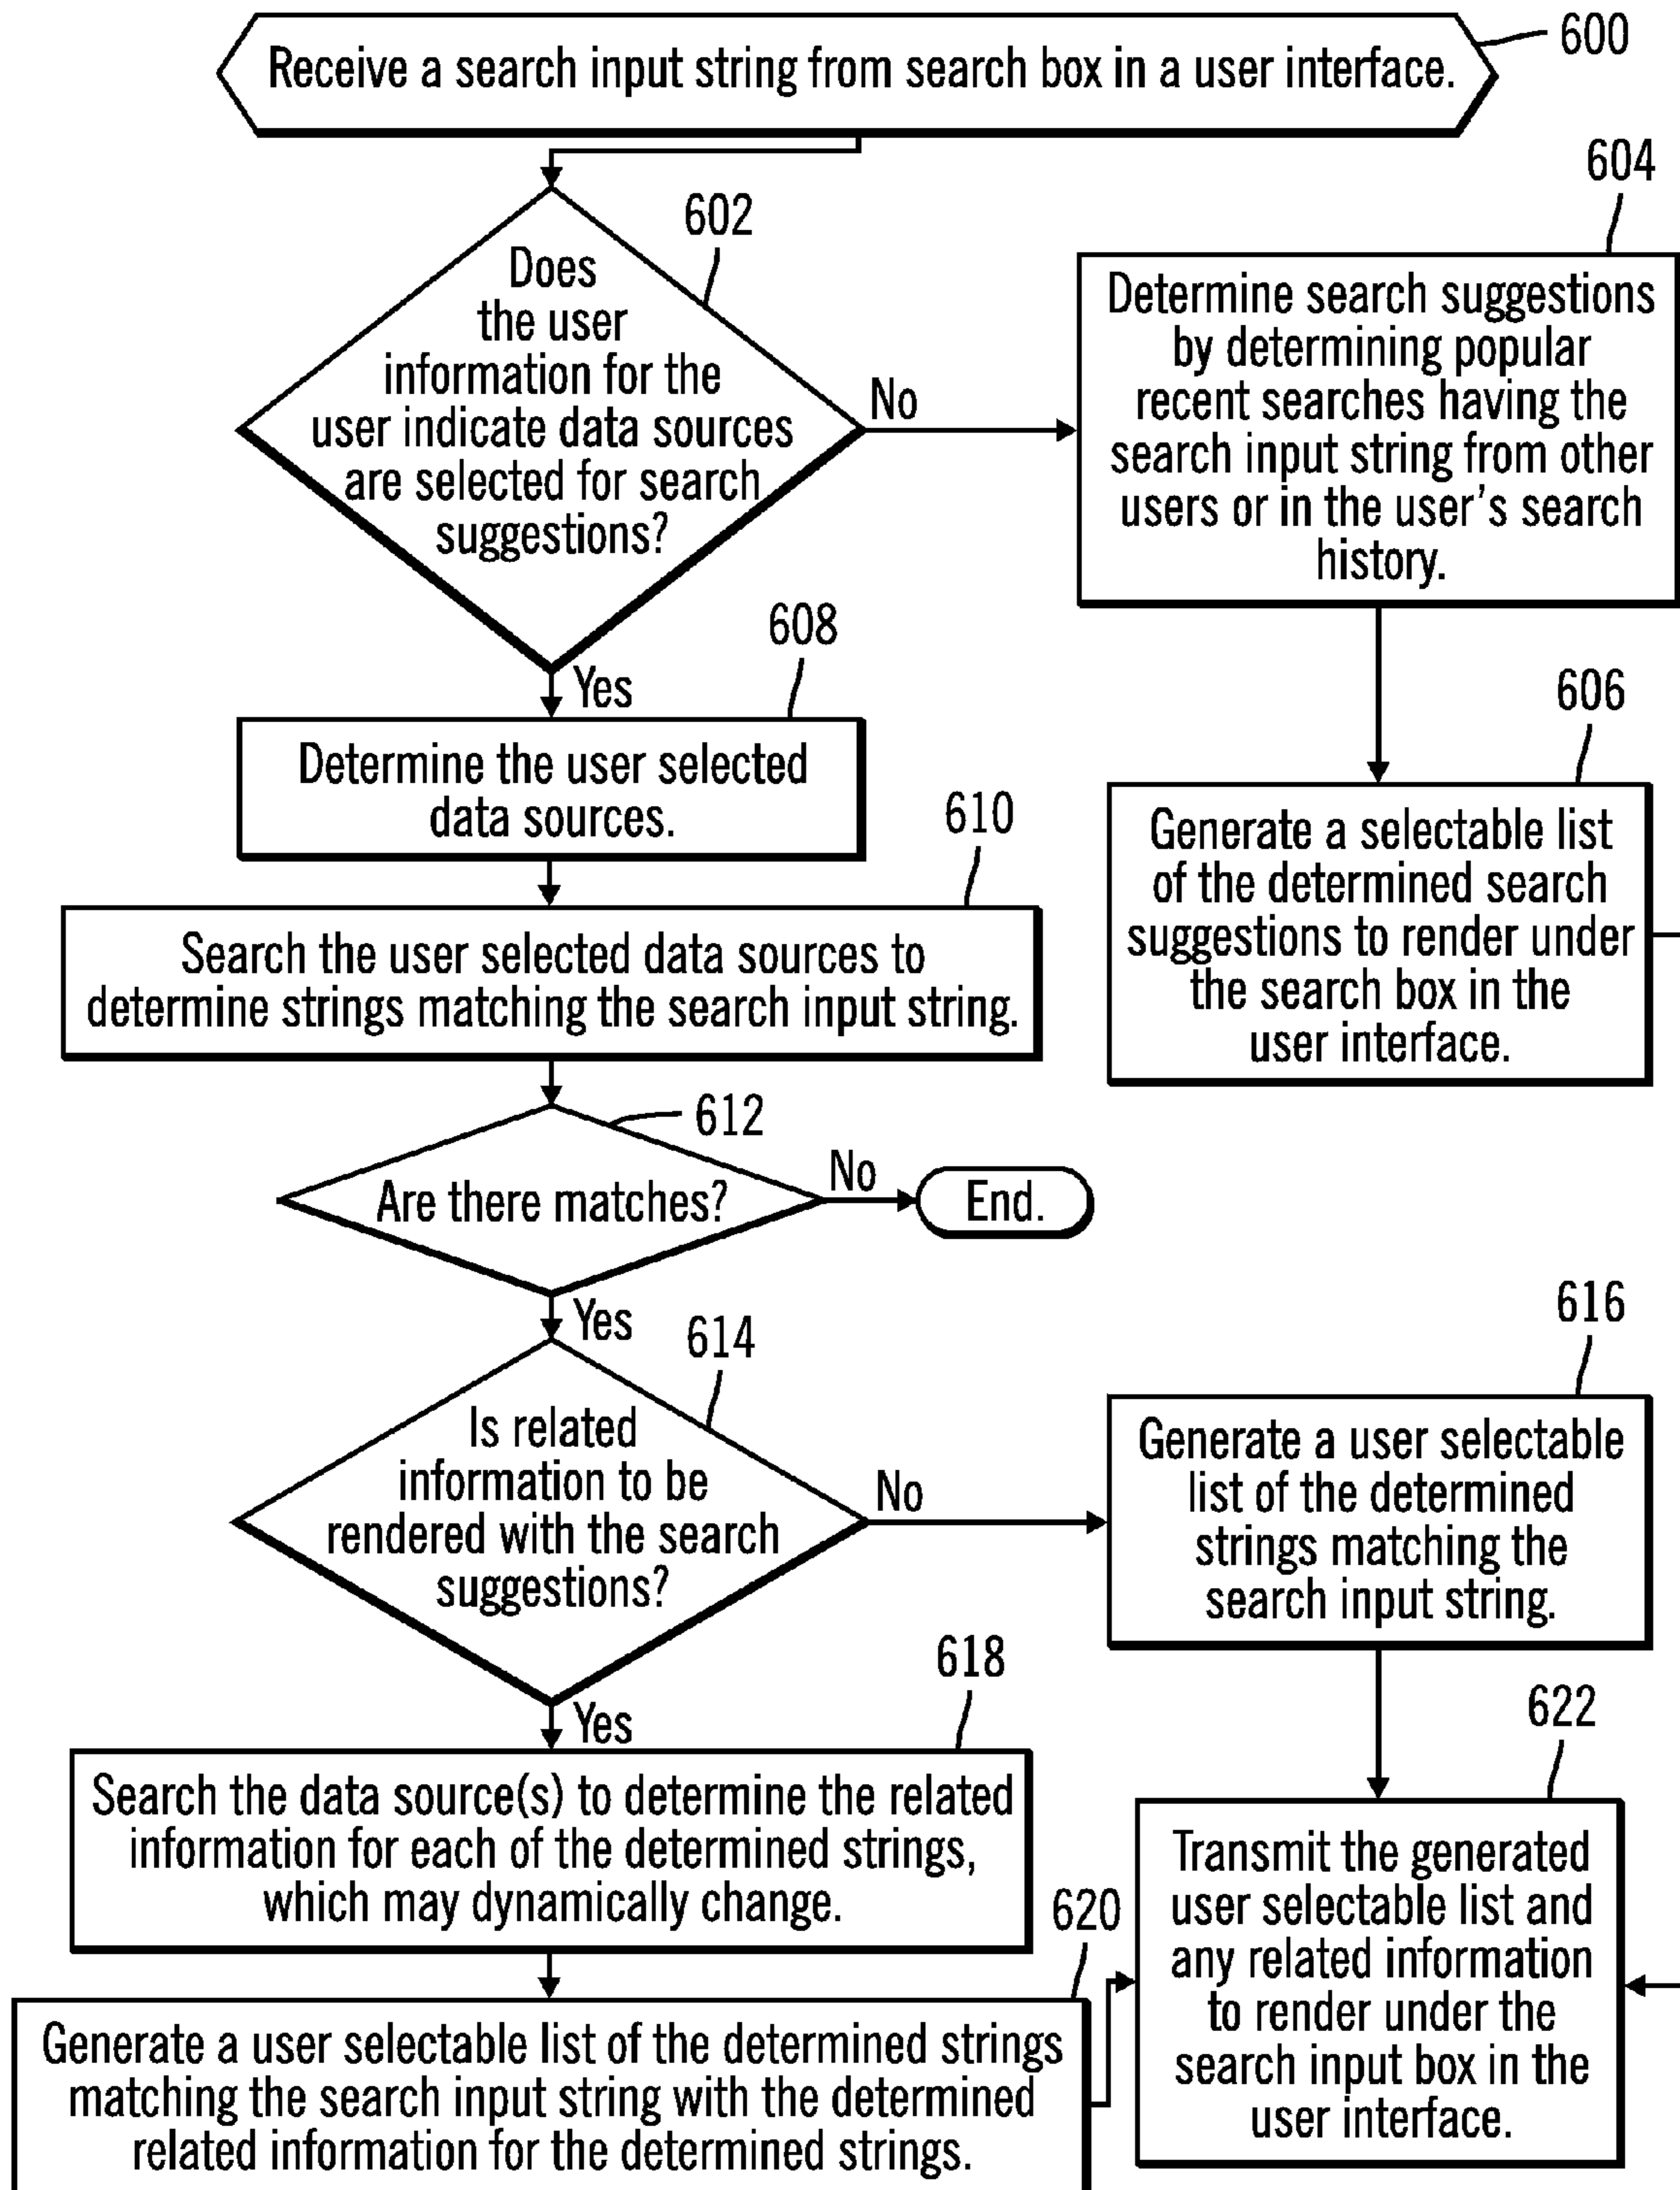 Receive a search input string from search box in a user interface.
600
602
Does
the user
information for the
user indicate data sources
are selected for search
suggestions?
No
Yes
604
Determine search suggestions
by determining popular
recent searches having the
search input string from other
users or in the user's search
history.
606
Generate a selectable list
of the determined search
suggestions to render under
the search box in the
user interface.
608
Determine the user selected
data sources.
610
Search the user selected data sources to
determine strings matching the search input string.
612
Are there matches?
No
End.
Yes
614
Is related
information to be
rendered with the search
suggestions?
No
Yes
616
Generate a user selectable
list of the determined
strings matching the
search input string.
618
Search the data source(s) to determine the related
information for each of the determined strings,
which may dynamically change.
620
Generate a user selectable list of the determined strings
matching the search input string with the determined
related information for the determined strings.
622
Transmit the generated
user selectable list and
any related information
to render under the
search input box in the
user interface.